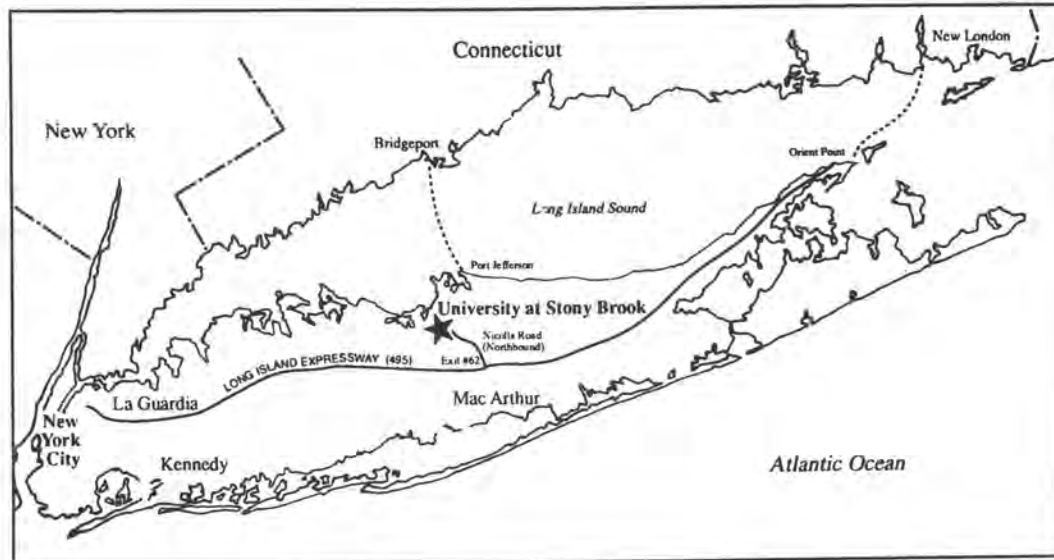 New London
Connecticut
New York
Bridgeport
Orient Point
Long Island Sound
Port Jefferson
University at Stony Brook
Nicolls Road
(Northbound)
Exit #62
LONG ISLAND EXPRESSWAY (495)
La Guardia
Mac Arthur
New
York
City
Kennedy
Atlantic Ocean